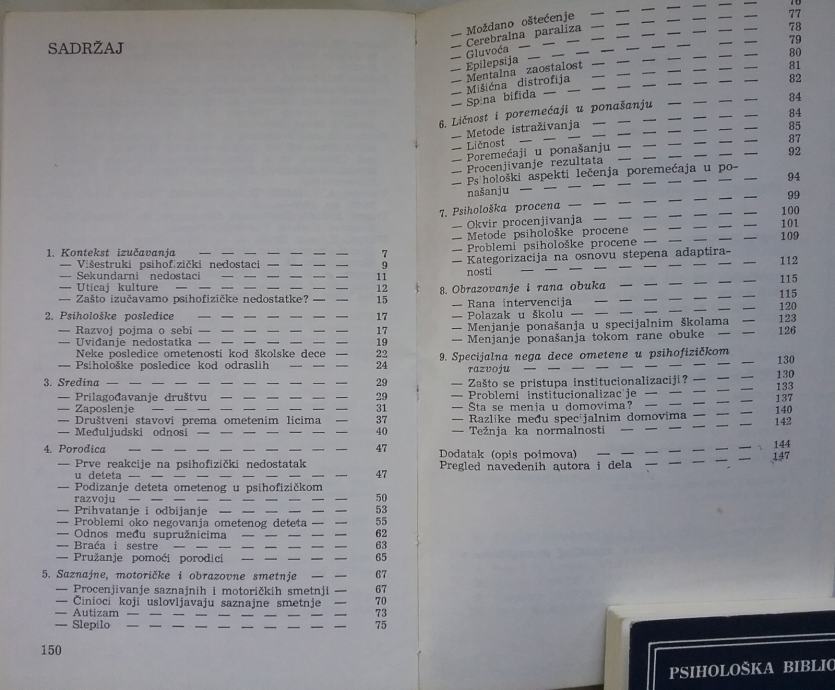 SADRŽAJ
1. Kontekst izučavanja — — — — — — 7
— Višestruki psihofizički nedostaci — — — — 9
— Sekundarni nedostaci — — — — — — 11
— Uticaj kulture — — — — — — — 12
— Zašto izučavamo psihofizičke nedostatke? — — 15
2. Psihološke posledice — — — — — — 17
— Razvoj pojma o sebi — — — — — — 17
— Uviđanje nedostatka — — — — — — 19
Neke posledice ometenosti kod školske dece — 22
— Psihološke posledice kod odraslih — — — 24
3. Sredina — — — — — — — — — 29
— Prilagođavanje društvu — — — — — 29
— Zaposlenje — — — — — — — — 31
— Društveni stavovi prema ometenim licima — 37
— Međuljudski odnosi — — — — — — 40
4. Porodica — — — — — — — — 47
— Prve reakcije na psihofizički nedostatak
u deteta — — — — — — — — — 47
— Podizanje deteta ometenog u psihofizičkom
razvoju — — — — — — — — — 50
— Prihvatanje i odbijanje — — — — — 53
— Problemi oko negovanja ometenog deteta — — 55
— Odnos među supružnicima — — — — 62
— Braća i sestre — — — — — — — 63
— Pružanje pomoći porodici — — — — 65
5. Saznajne, motoričke i obrazovne smetnje — — 67
— Procenjivanje saznajnih i motoričkih smetnji — 67
— Činioci koji uslovljavaju saznajne smetnje — 70
— Autizam — — — — — — — — 73
— Slepilo — — — — — — — — 75
150
— Moždano oštećenje — — — — — — 76
— Cerebralna paraliza — — — — — — 77
— Gluvoća — — — — — — — — 78
— Epilepsija — — — — — — — 79
— Mentalna zaostalost — — — — — — 80
— Mišićna distrofija — — — — — — 81
— Spina bifida — — — — — — — 82
6. Ličnost i poremećaji u ponašanju — — — — 84
— Metode istraživanja — — — — — — 84
— Ličnost — — — — — — — — 85
— Poremećaji u ponašanju — — — — — 87
— Procenjivanje rezultata — — — — — 92
— Psihološki aspekti lečenja poremećaja u po-
našanju — — — — — — — — 94
7. Psihološka procena — — — — — — 99
— Okvir procenjivanja — — — — — — 100
— Metode psihološke procene — — — — 101
— Problemi psihološke procene — — — — 109
— Kategorizacija na osnovu stepena adaptira-
nosti — — — — — — — — — 112
8. Obrazovanje i rana obuka — — — — — 115
— Rana intervencija — — — — — — 115
— Polazak u školu — — — — — — — 120
— Menjanje ponašanja u specijalnim školama — 123
— Menjanje ponašanja tokom rane obuke — — 126
9. Specijalna nega dece ometene u psihofizičkom
razvoju — — — — — — — — — 130
— Zašto se pristupa institucionalizaciji? — — — 130
— Problemi institucionalizacije — — — — 133
— Šta se menja u domovima? — — — — 137
— Razlike među specijalnim domovima — — — 140
— Težnja ka normalnosti — — — — — 142
Dodatak (opis pojmova) — — — — — — 144
Pregled navedenih autora i dela — — — — — 147
PSIHOLOŠKA BIBLIO